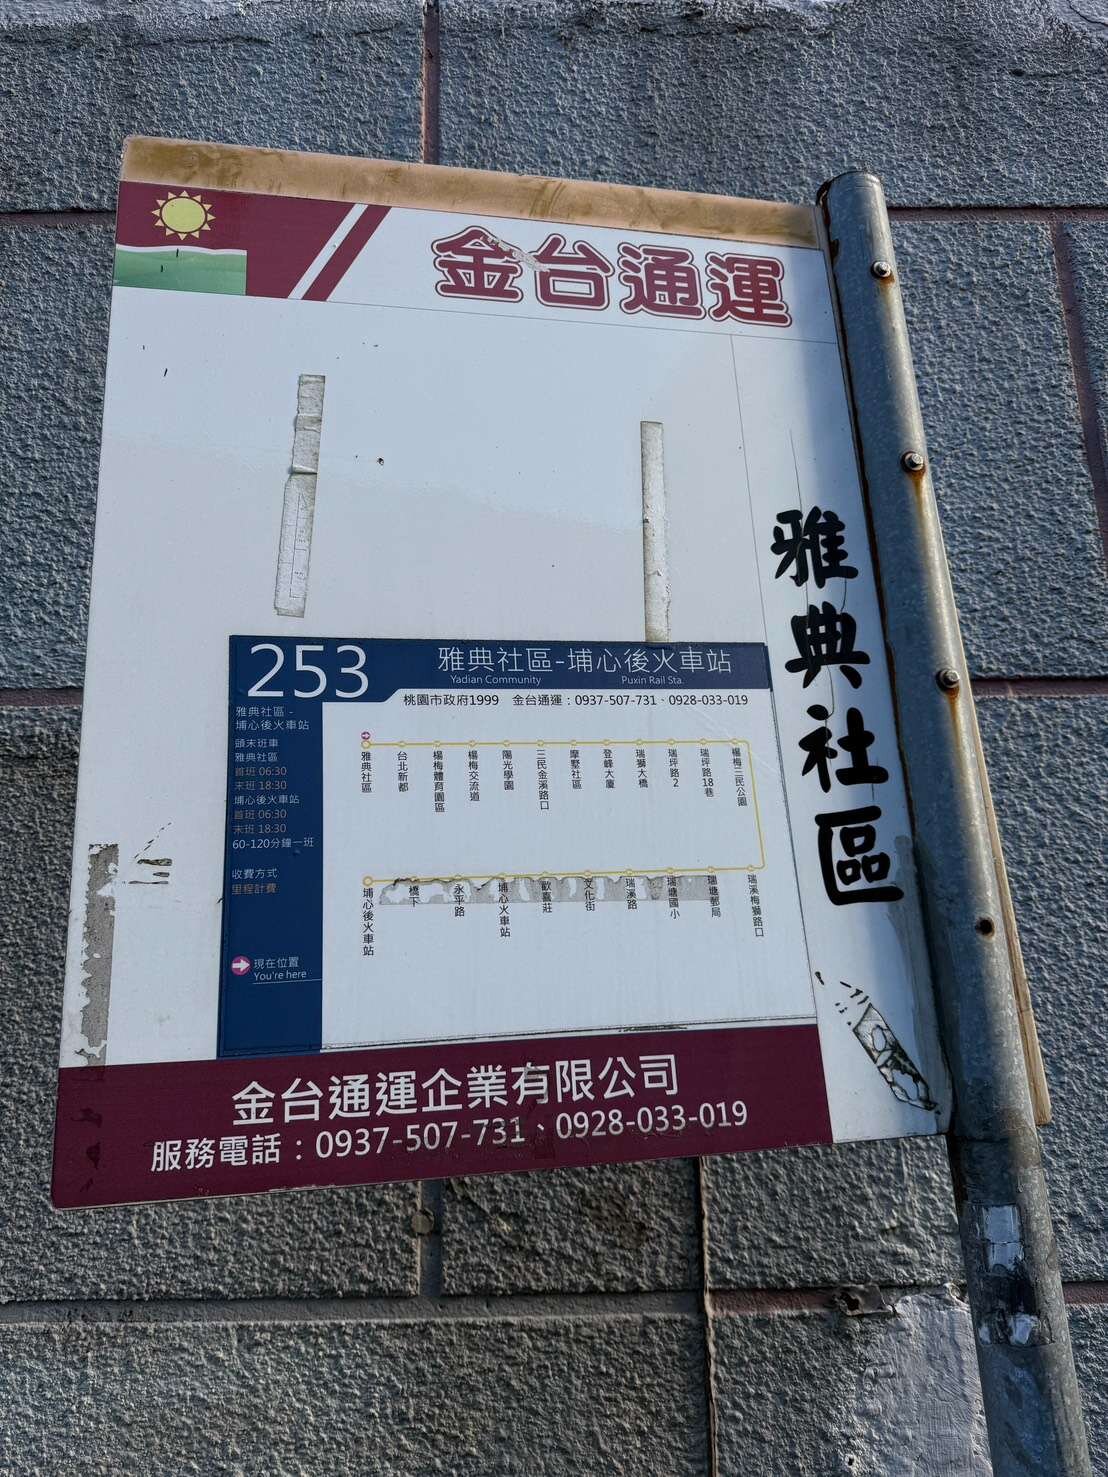 金台通運
雅典社區
253
雅典社區-埔心後火車站
Yadian Community Puxin Rail Sta.
桃園市政府1999 金台通運：0937-507-731、0928-033-019
雅典社區 -
埔心後火車站
頭末班車
雅典社區
首班 06:30
末班 18:30
埔心後火車站
首班 06:30
末班 18:30
60-120分鐘一班
收費方式
里程計費
現在位置
You're here
雅典社區
台北新都
楊梅體育園區
楊梅交流道
陽光學園
三民金溪路口
摩墅社區
登峰大廈
瑞獅大橋
瑞坪路2
瑞坪路18巷
楊梅三民公園
埔心後火車站
橋下
永平路
埔心火車站
歡喜莊
文化街
瑞溪路
瑞塘國小
瑞塘郵局
瑞溪梅獅路口
金台通運企業有限公司
服務電話：0937-507-731、0928-033-019